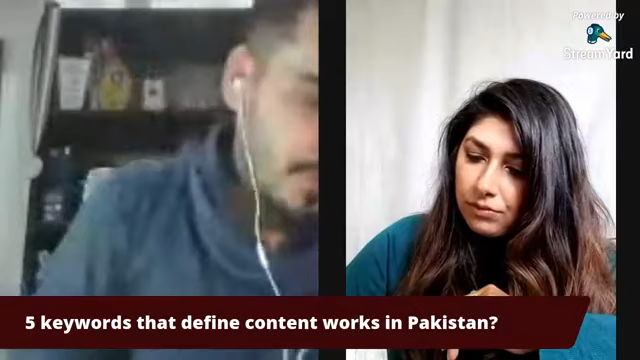 Powered by
StreamYard
5 keywords that define content works in Pakistan?